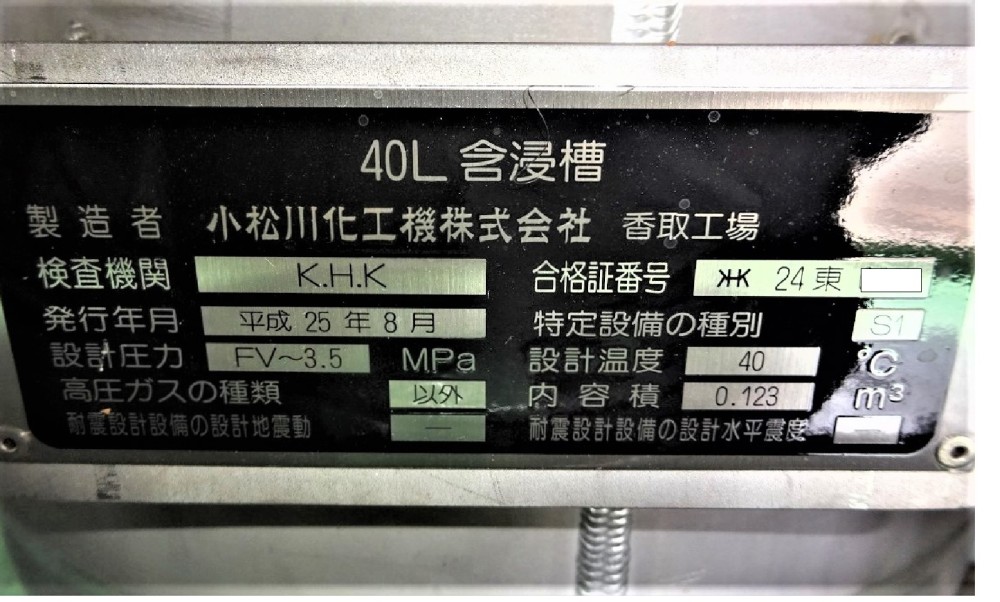 40L 含浸槽
製造者 小松川化工機株式会社 香取工場
検査機関 K.H.K 合格証番号 KK 24東
発行年月 平成 25 年 8 月 特定設備の種別 S1
設計圧力 FV～3.5 MPa 設計温度 40 ℃
高圧ガスの種類 以外 内容積 0.123 m³
耐震設計設備の設計地震動 — 耐震設計設備の設計水平震度 —